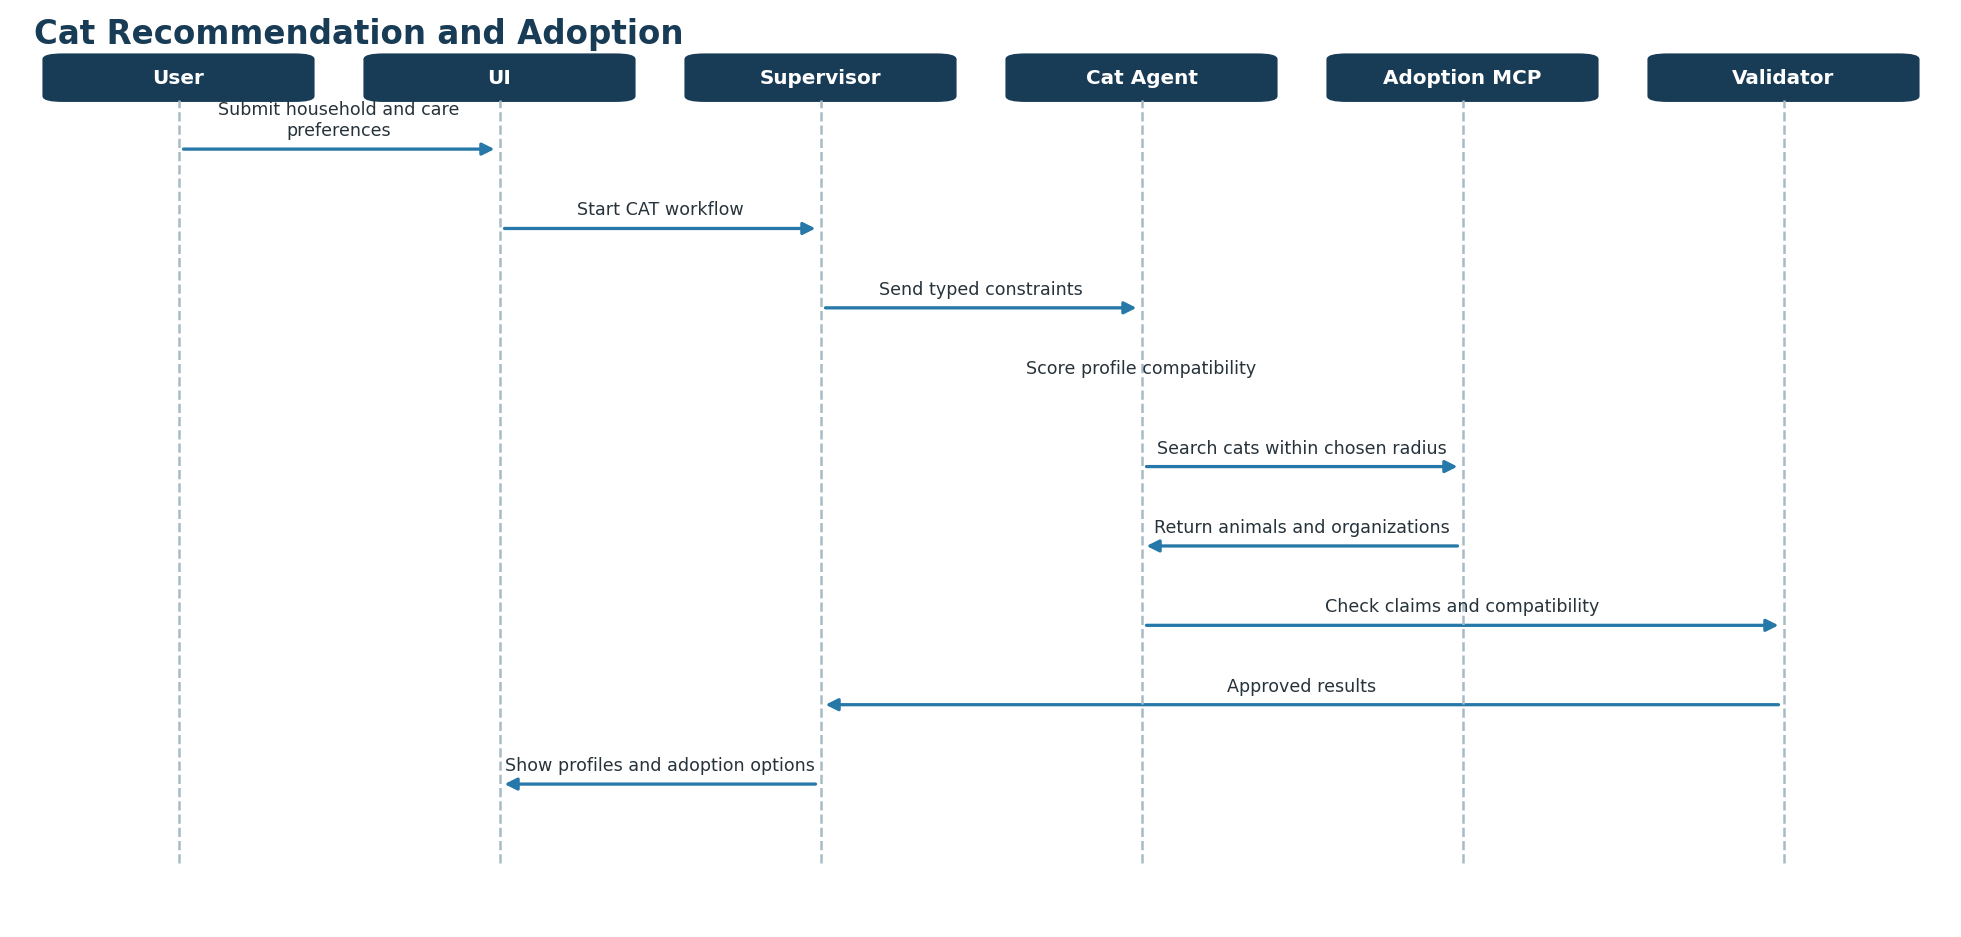 Cat Recommendation and Adoption
User
UI
Supervisor
Cat Agent
Adoption MCP
Validator
Submit household and care
preferences
Start CAT workflow
Send typed constraints
Score profile compatibility
Search cats within chosen radius
Return animals and organizations
Check claims and compatibility
Approved results
Show profiles and adoption options